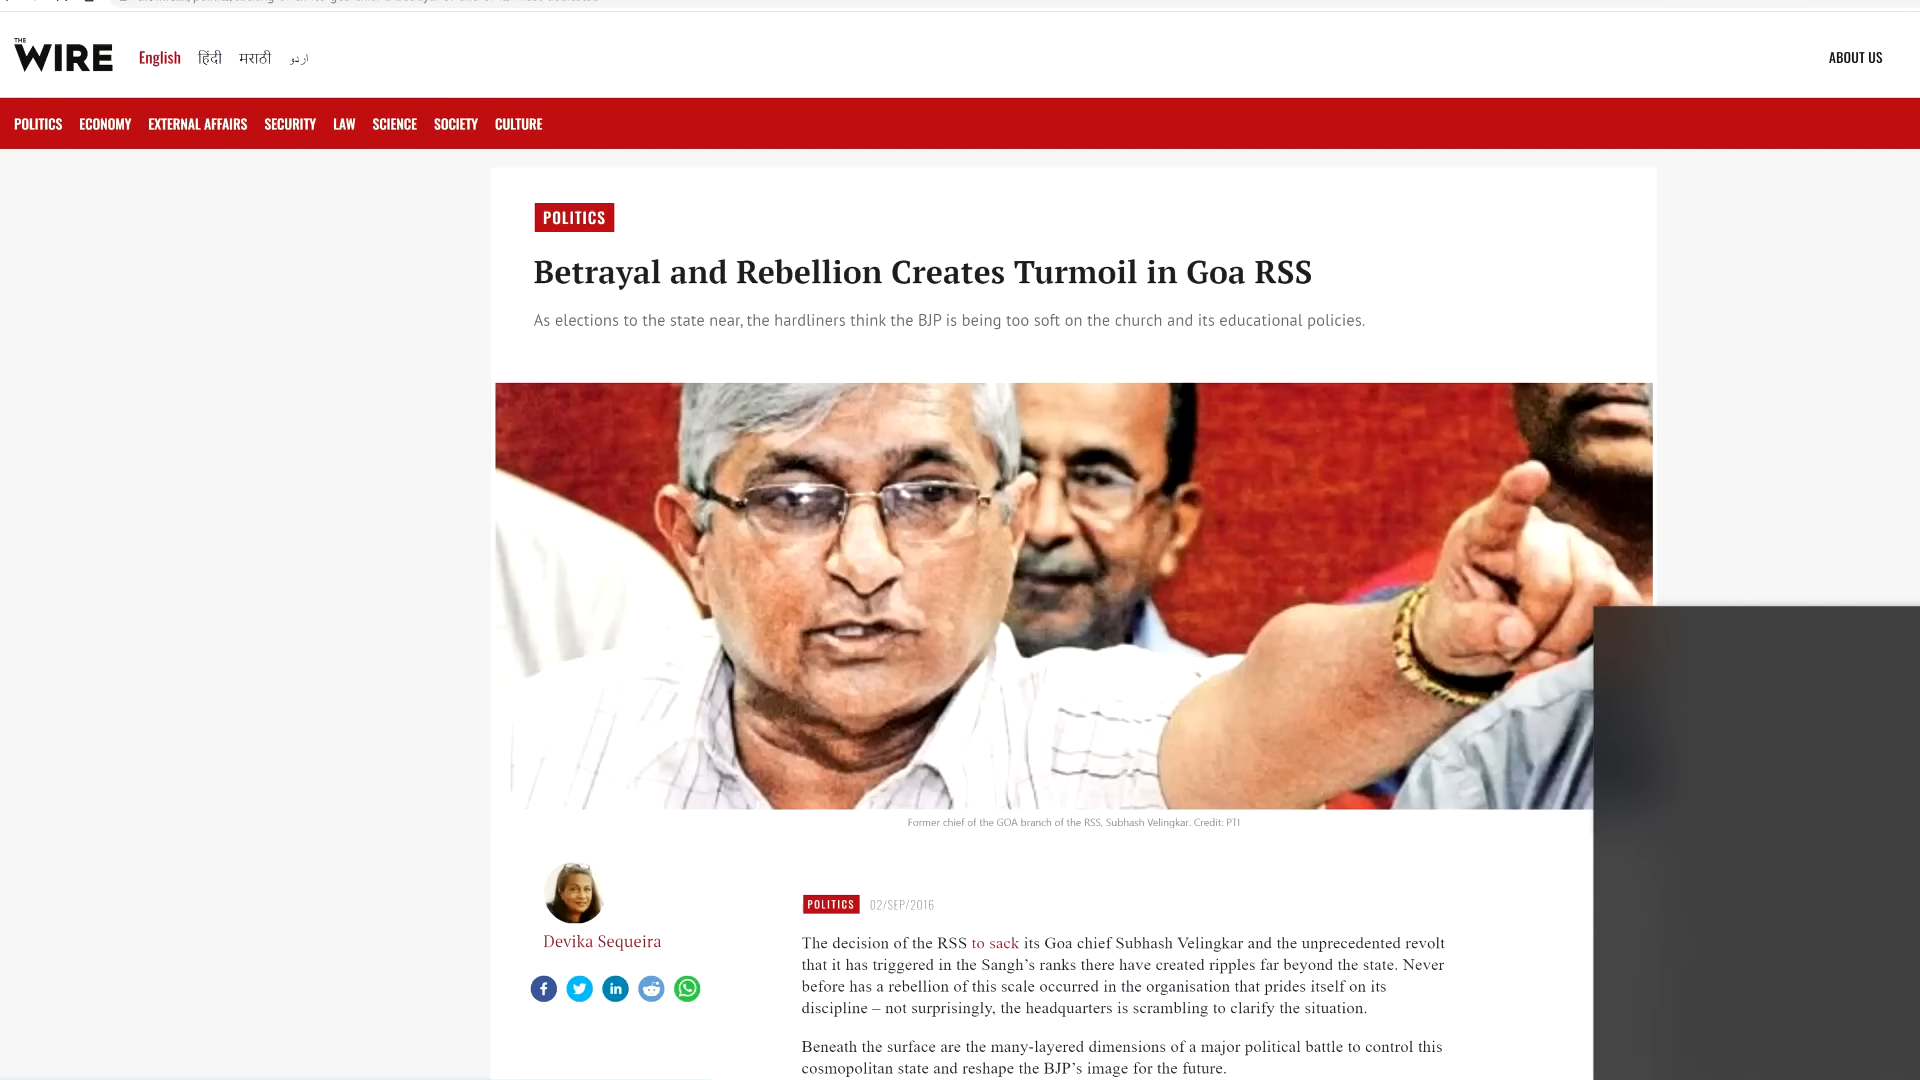 THE
WIRE
English हिंदी मराठी اردو
ABOUT US
POLITICS ECONOMY EXTERNAL AFFAIRS SECURITY LAW SCIENCE SOCIETY CULTURE
POLITICS
Betrayal and Rebellion Creates Turmoil in Goa RSS
As elections to the state near, the hardliners think the BJP is being too soft on the church and its educational policies.
Former chief of the GOA branch of the RSS, Subhash Velingkar. Credit: PTI
Devika Sequeira
POLITICS 02/SEP/2016
The decision of the RSS to sack its Goa chief Subhash Velingkar and the unprecedented revolt
that it has triggered in the Sangh's ranks there have created ripples far beyond the state. Never
before has a rebellion of this scale occurred in the organisation that prides itself on its
discipline – not surprisingly, the headquarters is scrambling to clarify the situation.
Beneath the surface are the many-layered dimensions of a major political battle to control this
cosmopolitan state and reshape the BJP's image for the future.